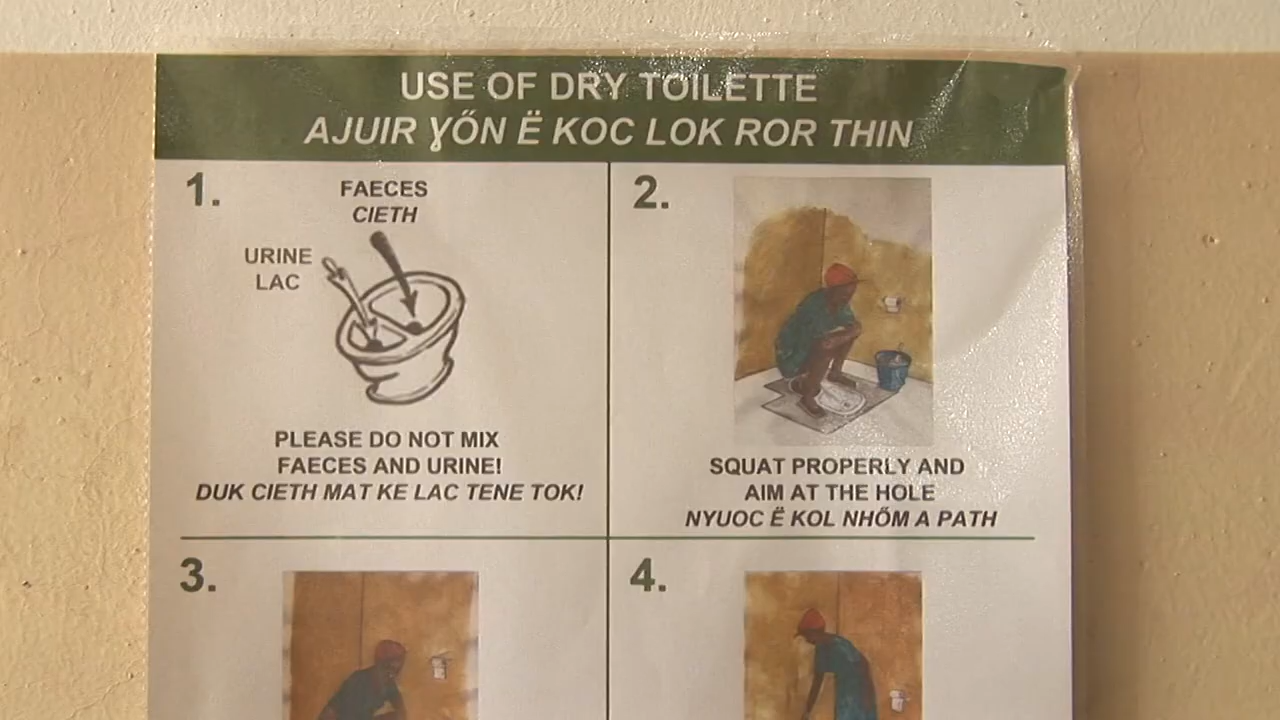 USE OF DRY TOILETTE
AJUIR ƔŐN Ë KOC LOK ROR THIN
1.
FAECES
CIETH
URINE
LAC
PLEASE DO NOT MIX
FAECES AND URINE!
DUK CIETH MAT KE LAC TENE TOK!
2.
SQUAT PROPERLY AND
AIM AT THE HOLE
NYUOC Ë KOL NHŐM A PATH
3.
4.